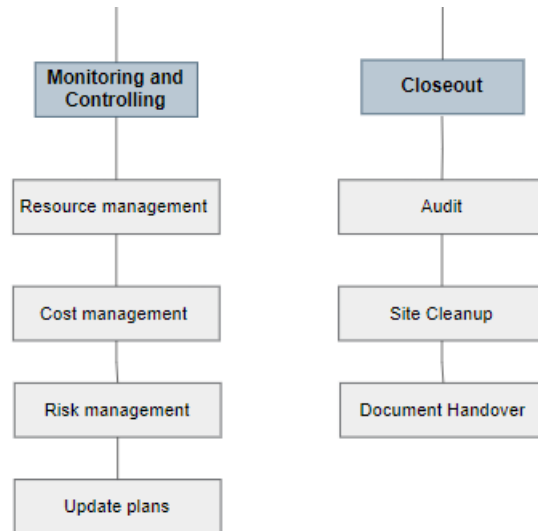 Monitoring and
Controlling
Resource management
Cost management
Risk management
Update plans
Closeout
Audit
Site Cleanup
Document Handover